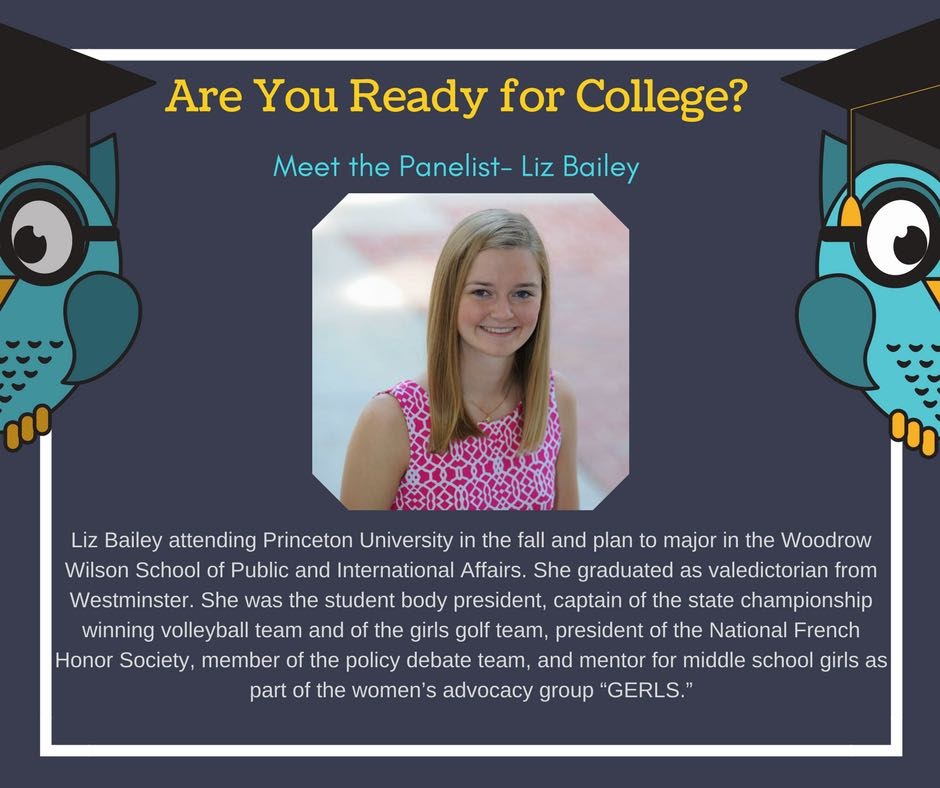 Are You Ready for College?
Meet the Panelist- Liz Bailey
Liz Bailey attending Princeton University in the fall and plan to major in the Woodrow
Wilson School of Public and International Affairs. She graduated as valedictorian from
Westminster. She was the student body president, captain of the state championship
winning volleyball team and of the girls golf team, president of the National French
Honor Society, member of the policy debate team, and mentor for middle school girls as
part of the women’s advocacy group “GERLS.”